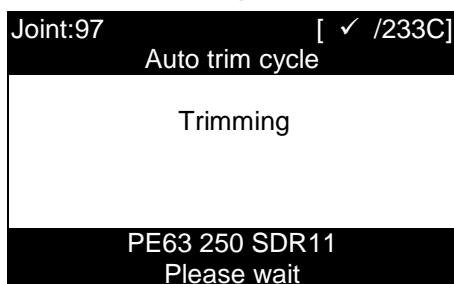 Joint:97 [ ✓ /233C]
Auto trim cycle
Trimming
PE63 250 SDR11
Please wait